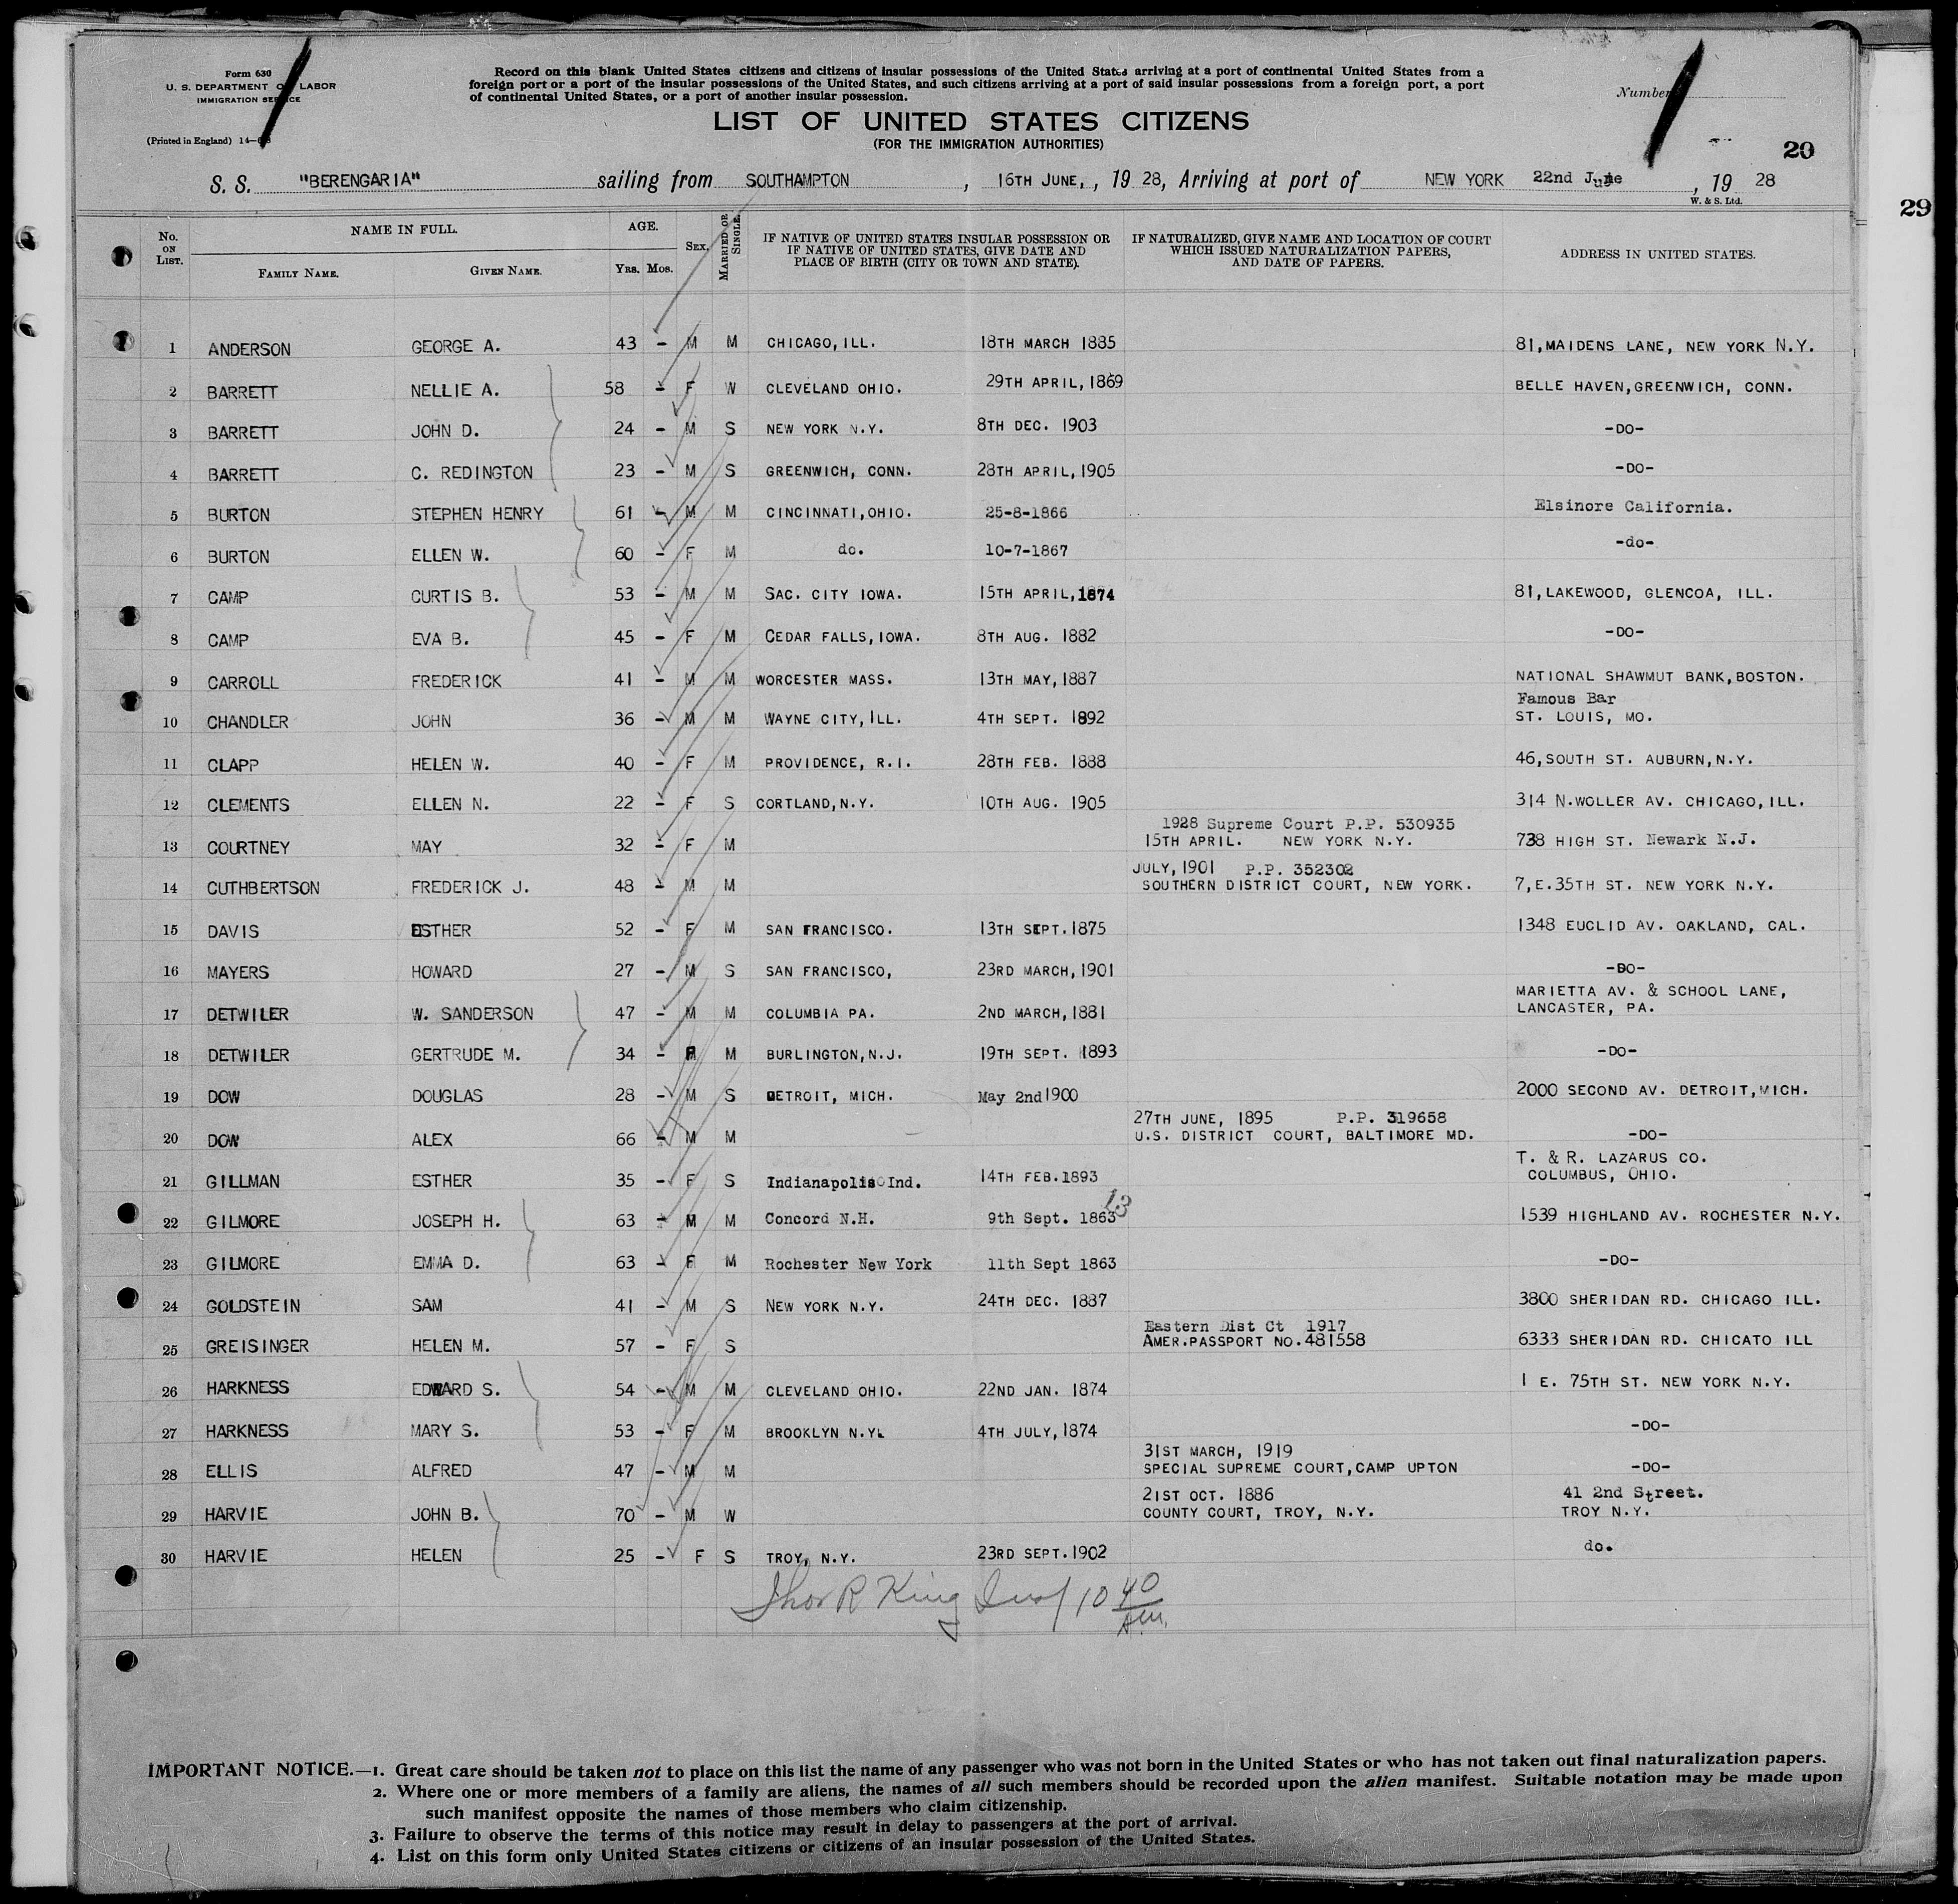 Form 630
U. S. DEPARTMENT OF LABOR
IMMIGRATION SERVICE
(Printed in England) 14—
Record on this blank United States citizens and citizens of insular possessions of the United States arriving at a port of continental United States from a
foreign port or a port of the insular possessions of the United States, and such citizens arriving at a port of said insular possessions from a foreign port, a port
of continental United States, or a port of another insular possession.
Number
LIST OF UNITED STATES CITIZENS
(FOR THE IMMIGRATION AUTHORITIES)
20
29
S. S. "BERENGARIA" sailing from SOUTHAMPTON, 16TH JUNE, , 19 28, Arriving at port of NEW YORK 22nd June, 19 28
W. & S. Ltd.
No. ON LIST. NAME IN FULL. AGE. SEX. MARRIED OR SINGLE. IF NATIVE OF UNITED STATES INSULAR POSSESSION OR IF NATIVE OF UNITED STATES, GIVE DATE AND PLACE OF BIRTH (CITY OR TOWN AND STATE). IF NATURALIZED, GIVE NAME AND LOCATION OF COURT WHICH ISSUED NATURALIZATION PAPERS, AND DATE OF PAPERS. ADDRESS IN UNITED STATES.
FAMILY NAME. GIVEN NAME. YRS. MOS.
1 ANDERSON GEORGE A. 43 - M M CHICAGO, ILL. 18TH MARCH 1885 81, MAIDENS LANE, NEW YORK N.Y.
2 BARRETT NELLIE A. 58 - F W CLEVELAND OHIO. 29TH APRIL, 1869 BELLE HAVEN, GREENWICH, CONN.
3 BARRETT JOHN D. 24 - M S NEW YORK N.Y. 8TH DEC. 1903 -DO-
4 BARRETT C. REDINGTON 23 - M S GREENWICH, CONN. 28TH APRIL, 1905 -DO-
5 BURTON STEPHEN HENRY 61 - M M CINCINNATI, OHIO. 25-8-1866 Elsinore California.
6 BURTON ELLEN W. 60 - F M do. 10-7-1867 -do-
7 CAMP CURTIS B. 53 - M M SAC. CITY IOWA. 15TH APRIL, 1874 81, LAKEWOOD, GLENCOA, ILL.
8 CAMP EVA B. 45 - F M CEDAR FALLS, IOWA. 8TH AUG. 1882 -DO-
9 CARROLL FREDERICK 41 - M M WORCESTER MASS. 13TH MAY, 1887 NATIONAL SHAWMUT BANK, BOSTON.
Famous Bar
10 CHANDLER JOHN 36 - M M WAYNE CITY, ILL. 4TH SEPT. 1892 ST. LOUIS, MO.
11 CLAPP HELEN W. 40 - F M PROVIDENCE, R.I. 28TH FEB. 1888 46, SOUTH ST. AUBURN, N.Y.
12 CLEMENTS ELLEN N. 22 - F S CORTLAND, N.Y. 10TH AUG. 1905 314 N. WOLLER AV. CHICAGO, ILL.
1928 Supreme Court P.P. 530935
13 COURTNEY MAY 32 - F M 15TH APRIL. NEW YORK N.Y. 738 HIGH ST. Newark N.J.
JULY, 1901 P.P. 352302
14 CUTHBERTSON FREDERICK J. 48 - M M SOUTHERN DISTRICT COURT, NEW YORK. 7, E. 35TH ST. NEW YORK N.Y.
15 DAVIS ESTHER 52 - F M SAN FRANCISCO. 13TH SEPT. 1875 1348 EUCLID AV. OAKLAND, CAL.
16 MAYERS HOWARD 27 - M S SAN FRANCISCO, 23RD MARCH, 1901 -DO-
MARIETTA AV. & SCHOOL LANE,
17 DETWILER W. SANDERSON 47 - M M COLUMBIA PA. 2ND MARCH, 1881 LANCASTER, PA.
18 DETWILER GERTRUDE M. 34 - F M BURLINGTON, N.J. 19TH SEPT. 1893 -DO-
19 DOW DOUGLAS 28 - M S DETROIT, MICH. May 2nd 1900 2000 SECOND AV. DETROIT, MICH.
27TH JUNE, 1895 P.P. 319658
20 DOW ALEX 66 - M M U.S. DISTRICT COURT, BALTIMORE MD. -DO-
T. & R. LAZARUS CO.
21 GILLMAN ESTHER 35 - F S Indianapolis Ind. 14TH FEB. 1893 COLUMBUS, OHIO.
13
22 GILMORE JOSEPH H. 63 - M M Concord N.H. 9th Sept. 1863 1539 HIGHLAND AV. ROCHESTER N.Y.
23 GILMORE EMMA D. 63 - F M Rochester New York 11th Sept 1863 -DO-
24 GOLDSTEIN SAM 41 - M S NEW YORK N.Y. 24TH DEC. 1887 3800 SHERIDAN RD. CHICAGO ILL.
Eastern Dist Ct 1917
25 GREISINGER HELEN M. 57 - F S AMER. PASSPORT NO. 481558 6333 SHERIDAN RD. CHICATO ILL
26 HARKNESS EDWARD S. 54 - M M CLEVELAND OHIO. 22ND JAN. 1874 1 E. 75TH ST. NEW YORK N.Y.
27 HARKNESS MARY S. 53 - F M BROOKLYN N.Y. 4TH JULY, 1874 -DO-
31ST MARCH, 1919
28 ELLIS ALFRED 47 - M M SPECIAL SUPREME COURT, CAMP UPTON -DO-
21ST OCT. 1886 41 2nd Street.
29 HARVIE JOHN B. 70 - M W COUNTY COURT, TROY, N.Y. TROY N.Y.
30 HARVIE HELEN 25 - F S TROY, N.Y. 23RD SEPT. 1902 do.
Thos R King Insp 10 40 Am.
IMPORTANT NOTICE.—1. Great care should be taken not to place on this list the name of any passenger who was not born in the United States or who has not taken out final naturalization papers.
2. Where one or more members of a family are aliens, the names of all such members should be recorded upon the alien manifest. Suitable notation may be made upon
such manifest opposite the names of those members who claim citizenship.
3. Failure to observe the terms of this notice may result in delay to passengers at the port of arrival.
4. List on this form only United States citizens or citizens of an insular possession of the United States.